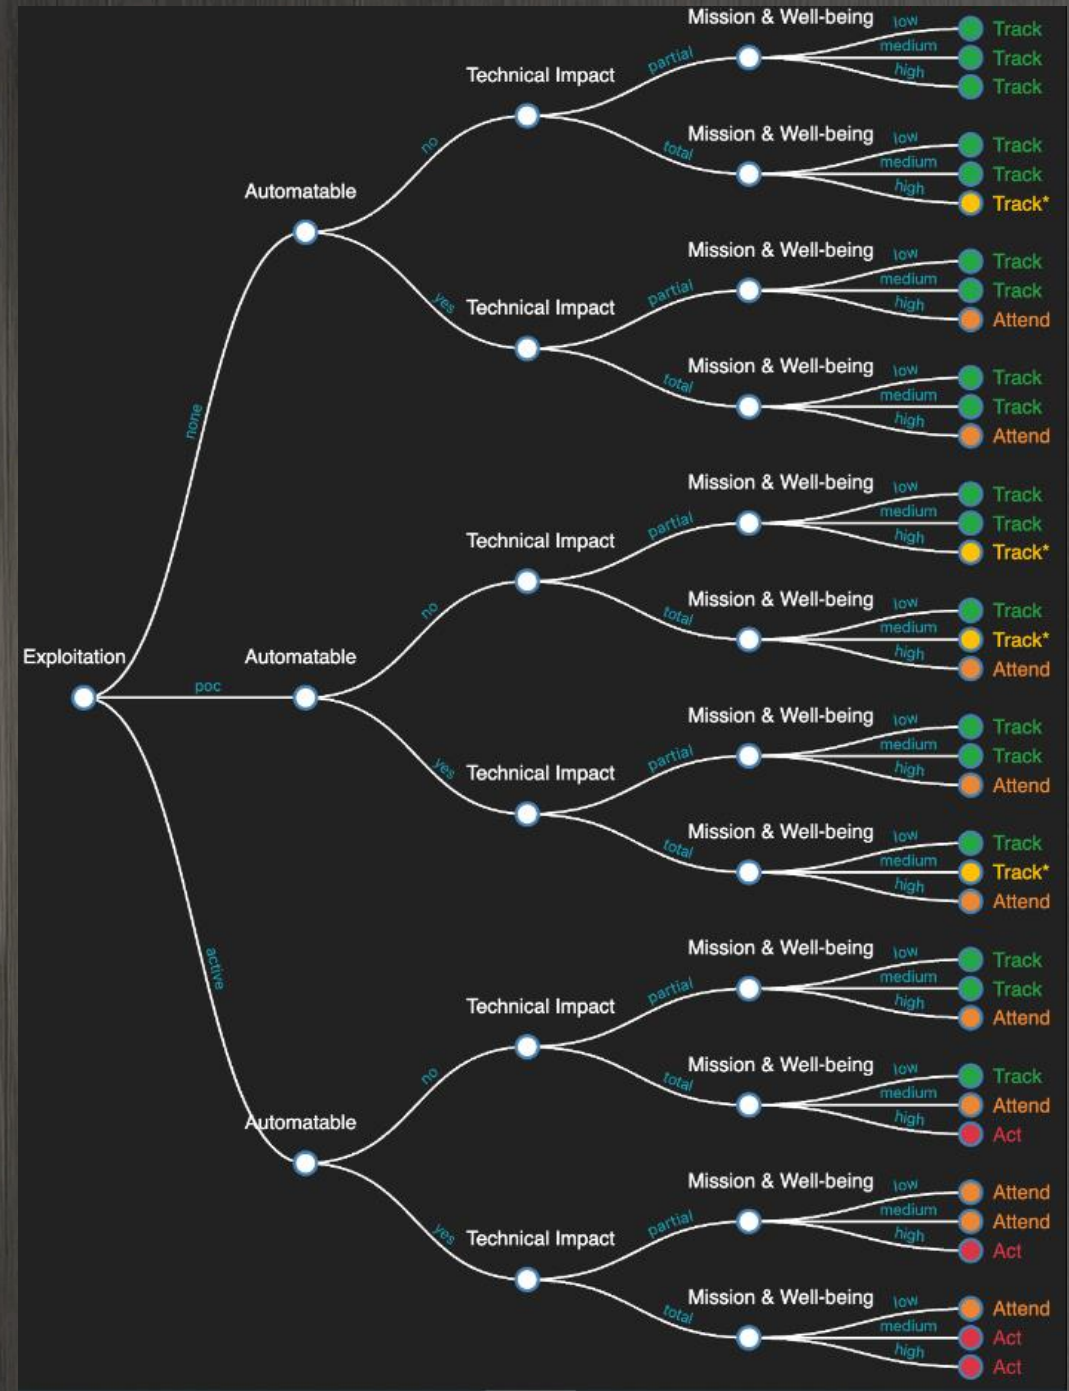 Exploitation
none
Automatable
no
Technical Impact
partial
Mission & Well-being
low
Track
medium
Track
high
Track
total
Mission & Well-being
low
Track
medium
Track
high
Track*
yes
Technical Impact
partial
Mission & Well-being
low
Track
medium
Track
high
Attend
total
Mission & Well-being
low
Track
medium
Track
high
Attend
poc
Automatable
no
Technical Impact
partial
Mission & Well-being
low
Track
medium
Track
high
Track*
total
Mission & Well-being
low
Track
medium
Track*
high
Attend
yes
Technical Impact
partial
Mission & Well-being
low
Track
medium
Track
high
Attend
total
Mission & Well-being
low
Track
medium
Track*
high
Attend
active
Automatable
no
Technical Impact
partial
Mission & Well-being
low
Track
medium
Track
high
Attend
total
Mission & Well-being
low
Track
medium
Attend
high
Act
yes
Technical Impact
partial
Mission & Well-being
low
Attend
medium
Attend
high
Act
total
Mission & Well-being
low
Attend
medium
Act
high
Act